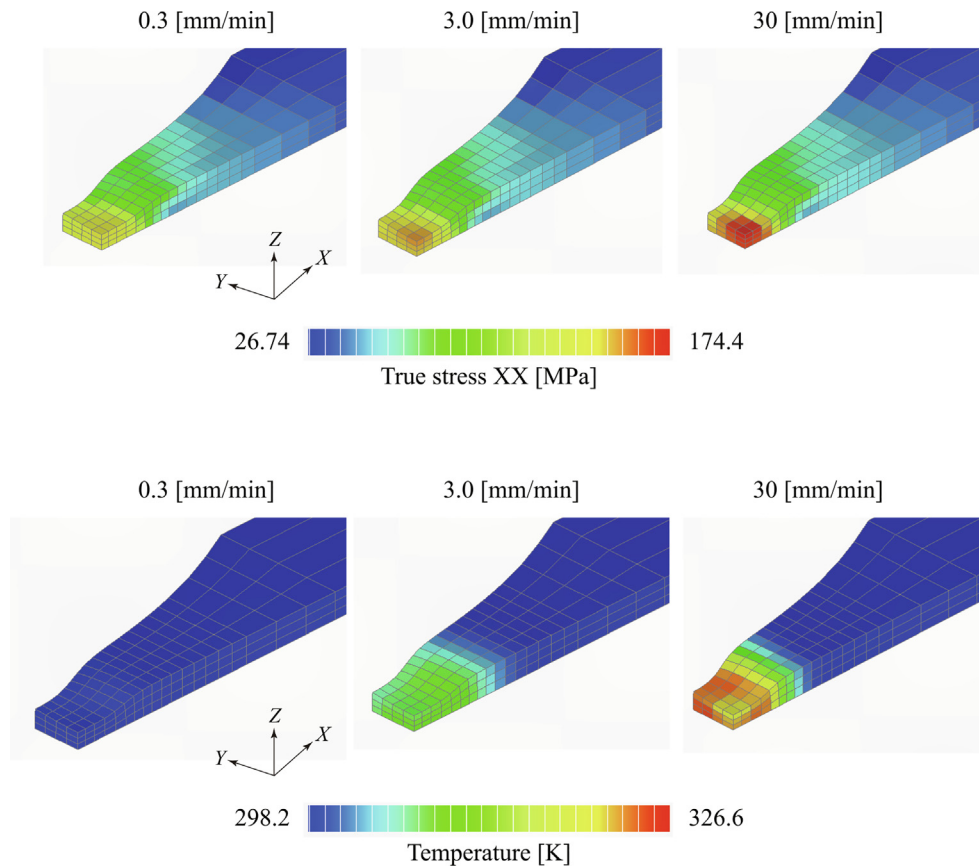 0.3 [mm/min]
3.0 [mm/min]
30 [mm/min]
Z
X
Y
26.74
174.4
True stress XX [MPa]
0.3 [mm/min]
3.0 [mm/min]
30 [mm/min]
Z
X
Y
298.2
326.6
Temperature [K]